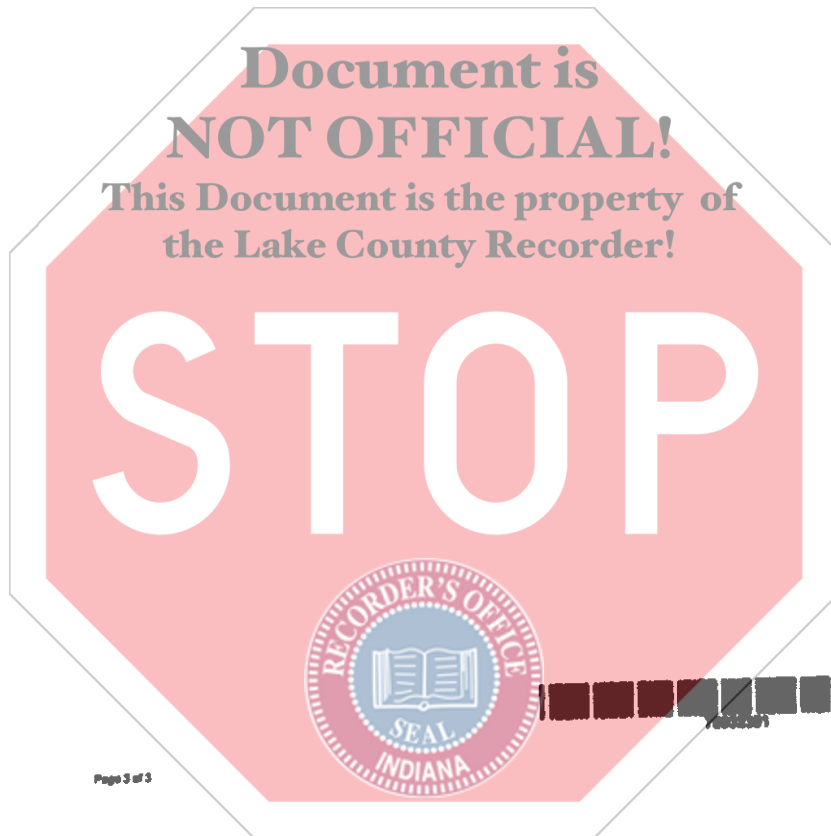 Document is
NOT OFFICIAL!
This Document is the property of
the Lake County Recorder!
STOP
RECORDER'S OFFICE
SEAL
INDIANA
Page 3 of 3